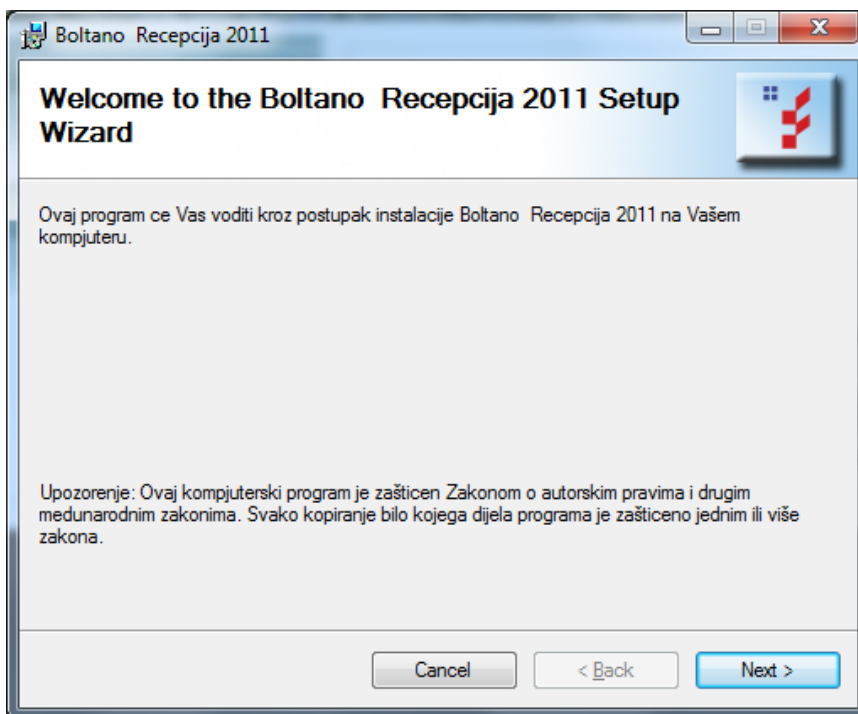 Boltano  Recepcija 2011
Welcome to the Boltano  Recepcija 2011 Setup
Wizard
Ovaj program ce Vas voditi kroz postupak instalacije Boltano  Recepcija 2011 na Vašem
kompjuteru.
Upozorenje: Ovaj kompjuterski program je zašticen Zakonom o autorskim pravima i drugim
medunarodnim zakonima. Svako kopiranje bilo kojega dijela programa je zašticeno jednim ili više
zakona.
Cancel
< Back
Next >